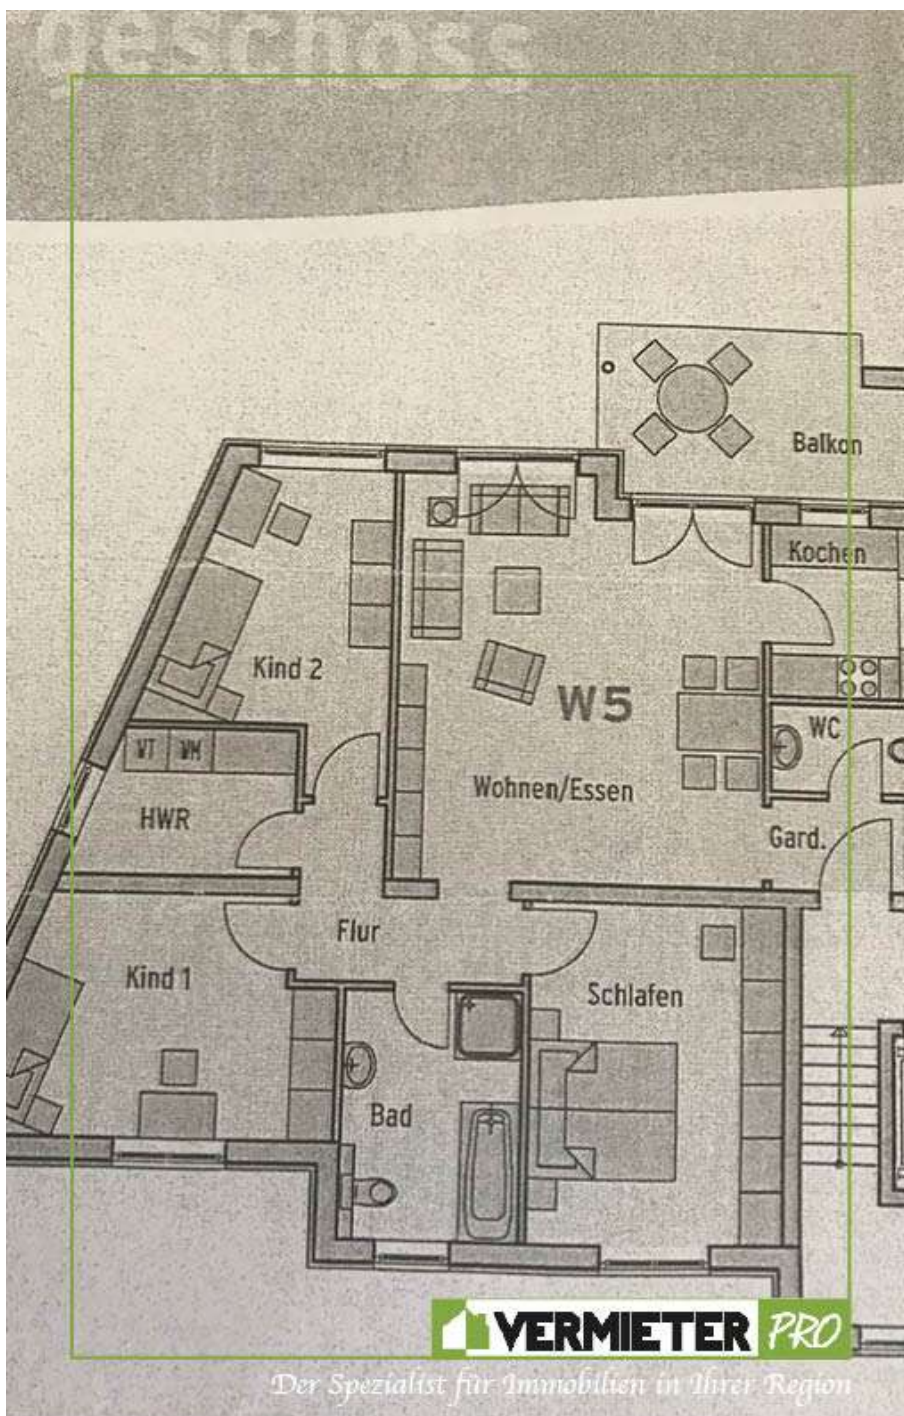 geschoss
Balkon
Kochen
Kind 2
W5
WC
WT WM
Wohnen/Essen
HWR
Gard.
Flur
Kind 1
Schlafen
Bad
VERMIETER PRO
Der Spezialist für Immobilien in Ihrer Region